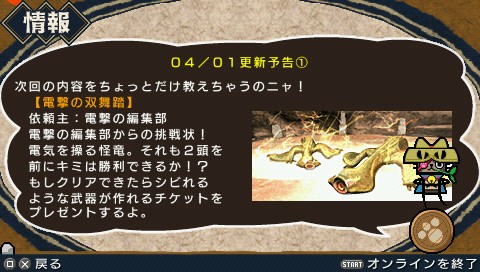 情報
04／01更新予告①
次回の内容をちょっとだけ教えちゃうのニャ！
【電撃の双舞踏】
依頼主：電撃の編集部
電撃の編集部からの挑戦状！
電気を操る怪竜。それも２頭を
前にキミは勝利できるか！？
もしクリアできたらシビれる
ような武器が作れるチケットを
プレゼントするよ。
戻る
START オンラインを終了